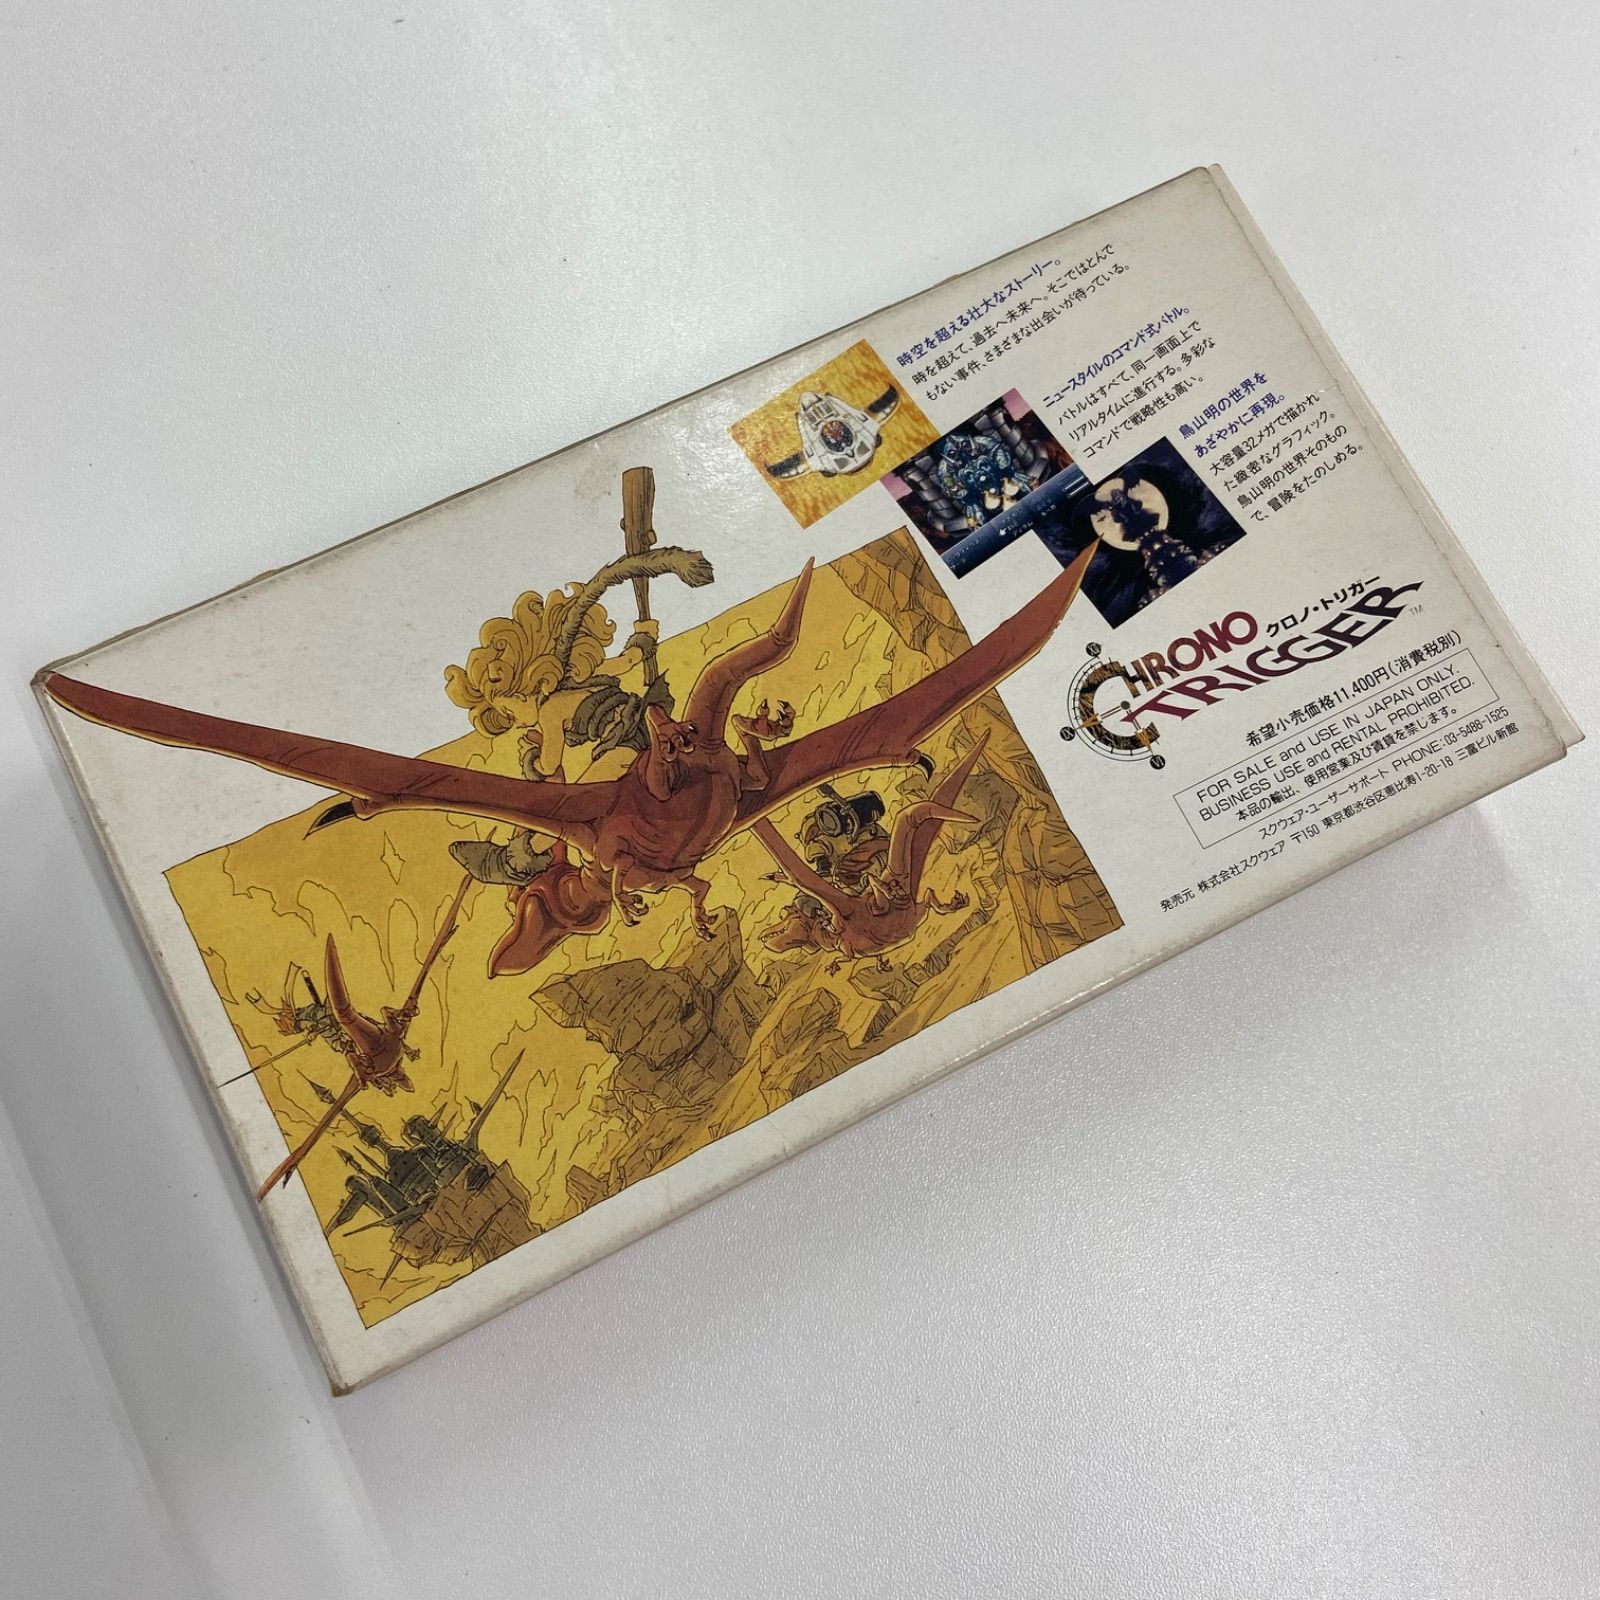 時空を超える壮大なストーリー。
時を超えて、過去へ未来へ。そこではとんで
もない事件、さまざまな出会いが待っている。
ニュースタイルのコマンド式バトル。
バトルはすべて、同一画面上で
リアルタイムに進行する。多彩な
コマンドで戦略性も高い。
鳥山明の世界を
あざやかに再現。
大容量32メガで描かれ
た緻密なグラフィック。
鳥山明の世界そのもの
で、冒険をたのしめる。
クロノ・トリガー
CHRONO
TRIGGER™
希望小売価格11,400円(消費税別)
FOR SALE and USE IN JAPAN ONLY.
BUSINESS USE and RENTAL PROHIBITED.
本品の輸出、使用営業及び賃貸を禁じます。
スクウェア・ユーザーサポート PHONE:03-5488-1525
発売元 株式会社スクウェア 〒150 東京都渋谷区恵比寿1-20-18 三富ビル新館